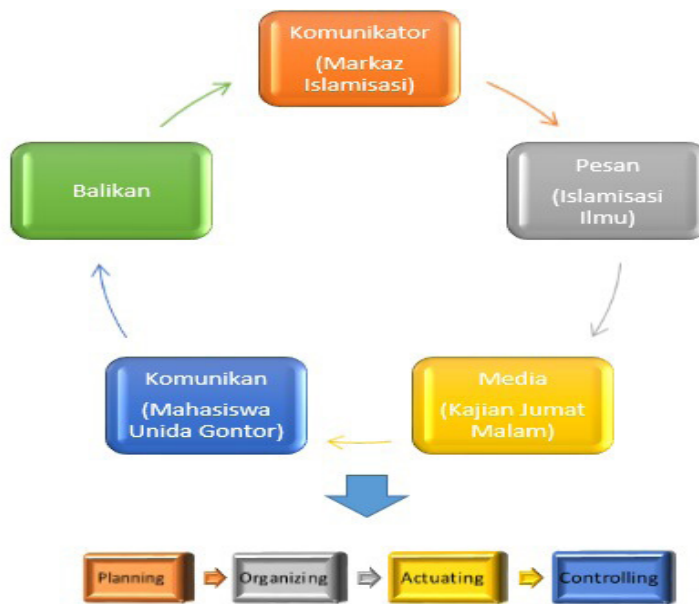 Komunikator
(Markaz
Islamisasi)
Pesan
(Islamisasi
Ilmu)
Media
(Kajian Jumat
Malam)
Komunikan
(Mahasiswa
Unida Gontor)
Balikan
Planning
Organizing
Actuating
Controlling